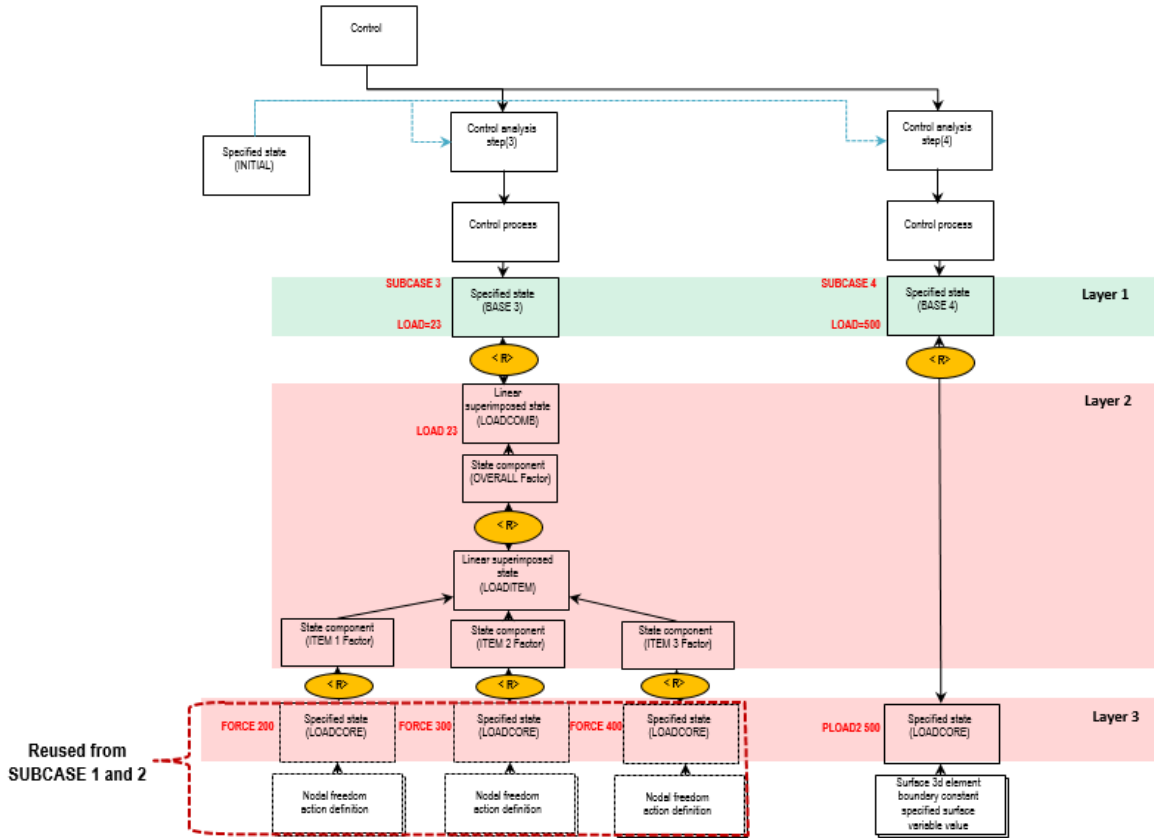 Control
Control analysis
step(3)
Control analysis
step(4)
Specified state
(INITIAL)
Control process
Control process
SUBCASE 3
Specified state
(BASE 3)
LOAD=23
SUBCASE 4
Specified state
(BASE 4)
LOAD=500
Layer 1
< R>
< R>
Linear
superimposed state
(LOADCOMB)
LOAD 23
Layer 2
State component
(OVERALL Factor)
< R>
Linear superimposed
state
(LOADITEM)
State component
(ITEM 1 Factor)
State component
(ITEM 2 Factor)
State component
(ITEM 3 Factor)
< R>
< R>
< R>
FORCE 200
Specified state
(LOADCORE)
FORCE 300
Specified state
(LOADCORE)
FORCE 400
Specified state
(LOADCORE)
PLOAD2 500
Specified state
(LOADCORE)
Layer 3
Reused from
SUBCASE 1 and 2
Nodal freedom
action definition
Nodal freedom
action definition
Nodal freedom
action definition
Surface 3d element
boundary constant
specified surface
variable value